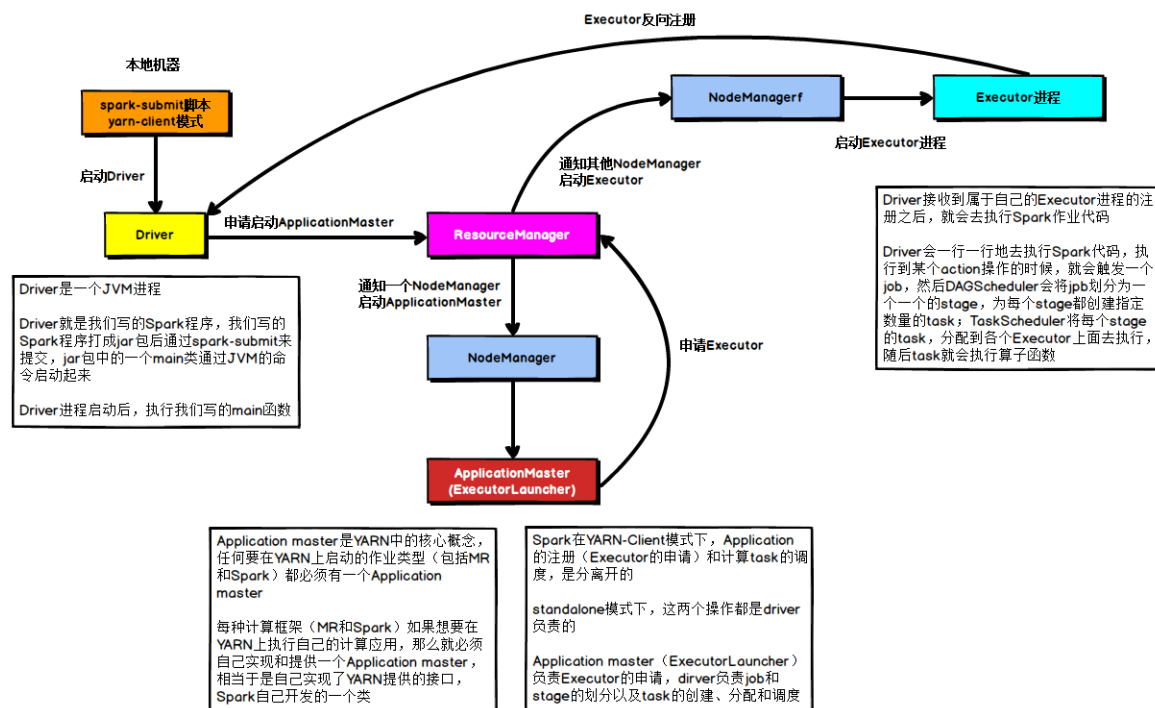 Executor反向注册
本地机器
spark-submit脚本
yarn-client模式
NodeManagerf
Executor进程
启动Executor进程
启动Driver
通知其他NodeManager
启动Executor
Driver
申请启动ApplicationMaster
ResourceManager
Driver接收到属于自己的Executor进程的注
册之后，就会去执行Spark作业代码
Driver会一行一行地去执行Spark代码，执
行到某个action操作的时候，就会触发一个
job，然后DAGScheduler会将jpb划分为一
个一个的stage，为每个stage都创建指定
数量的task；TaskScheduler将每个stage
的task，分配到各个Executor上面去执行，
随后task就会执行算子函数
Driver是一个JVM进程
Driver就是我们写的Spark程序，我们写的
Spark程序打成jar包后通过spark-submit来
提交，jar包中的一个main类通过JVM的命
令启动起来
Driver进程启动后，执行我们写的main函数
通知一个NodeManager
启动ApplicationMaster
NodeManager
申请Executor
ApplicationMaster
(ExecutorLauncher)
Application master是YARN中的核心概念，
任何要在YARN上启动的作业类型（包括MR
和Spark）都必须有一个Application
master
每种计算框架（MR和Spark）如果想要在
YARN上执行自己的计算应用，那么就必须
自己实现和提供一个Application master，
相当于是自己实现了YARN提供的接口，
Spark自己开发的一个类
Spark在YARN-Client模式下，Application
的注册（Executor的申请）和计算task的调
度，是分离开的
standalone模式下，这两个操作都是driver
负责的
Application master（ExecutorLauncher）
负责Executor的申请，dirver负责job和
stage的划分以及task的创建、分配和调度